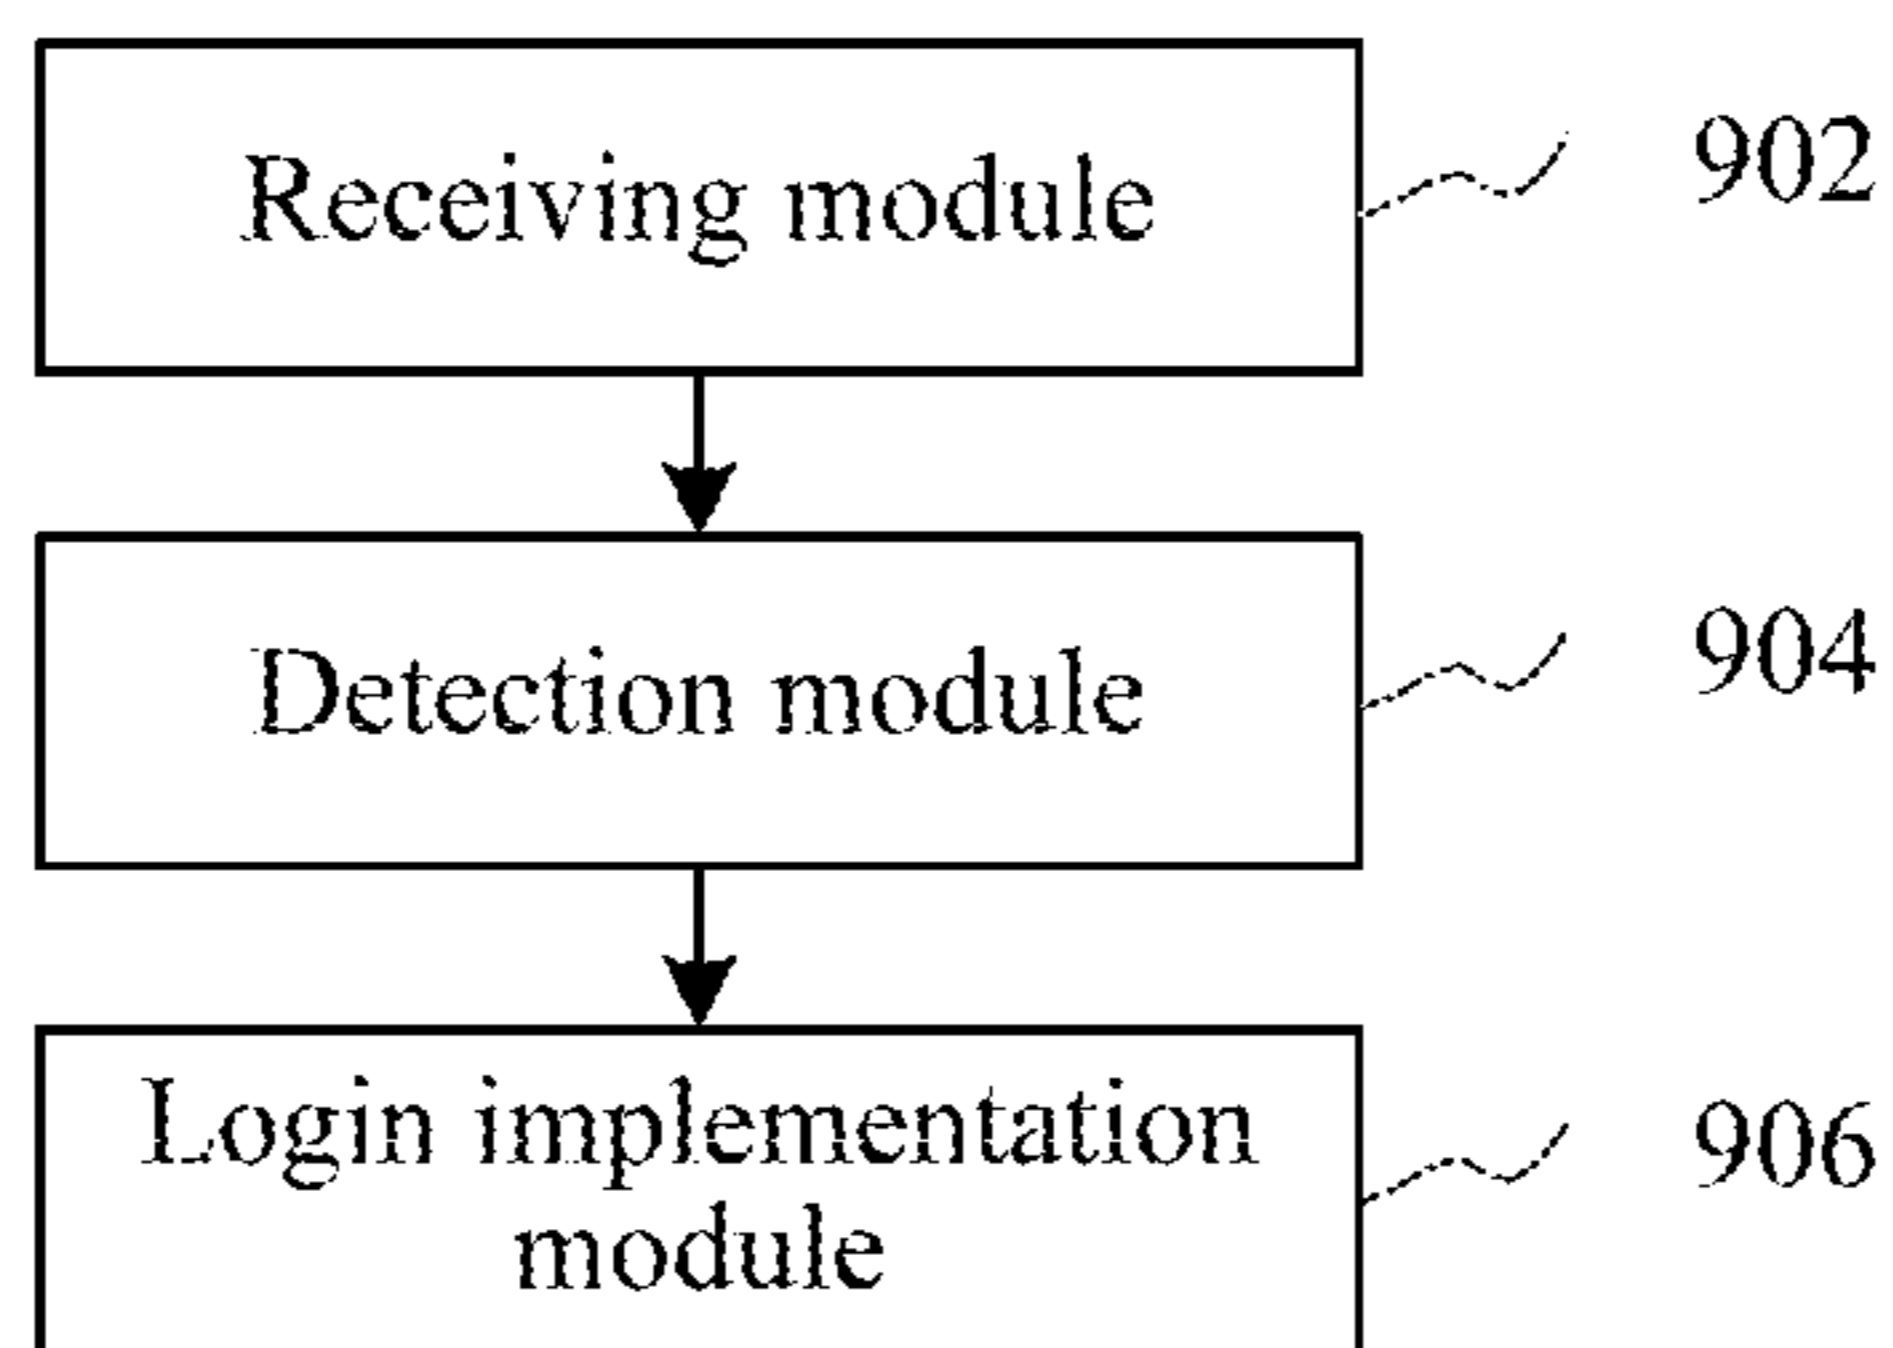 Receiving module
902
Detection module
904
Login implementation
module
906